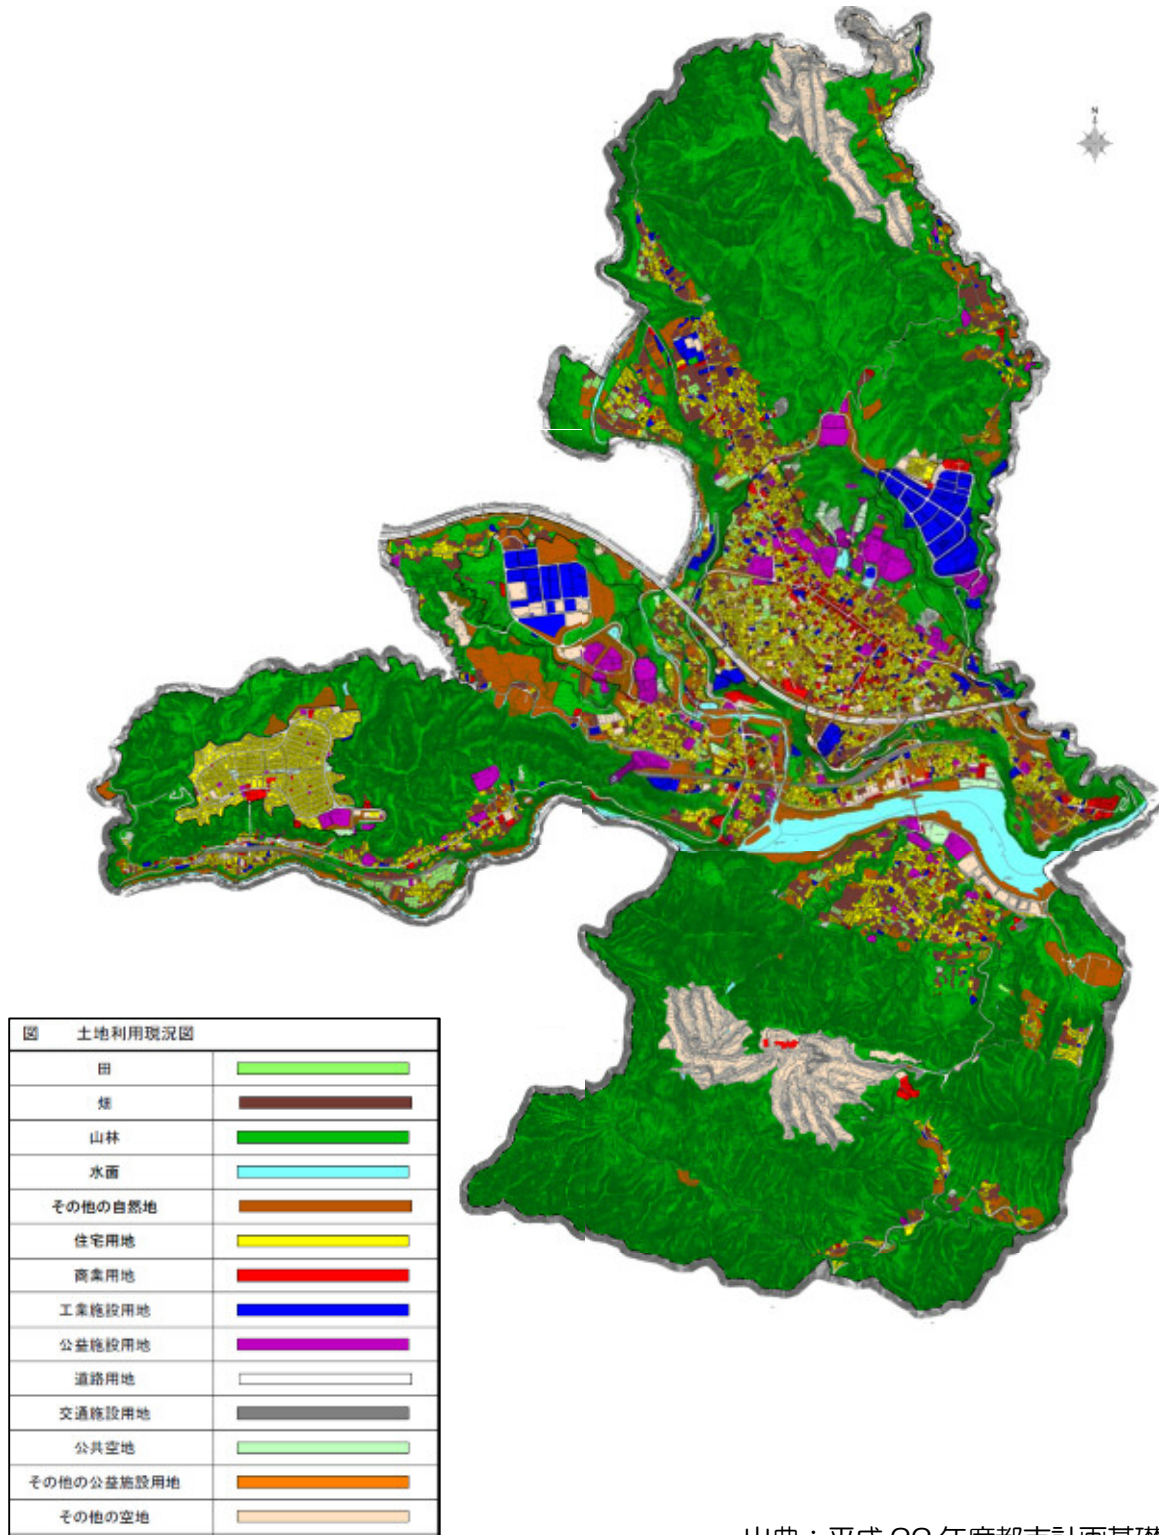 N
図 土地利用現況図
田
畑
山林
水面
その他の自然地
住宅用地
商業用地
工業施設用地
公益施設用地
道路用地
交通施設用地
公共空地
その他の公益施設用地
その他の空地